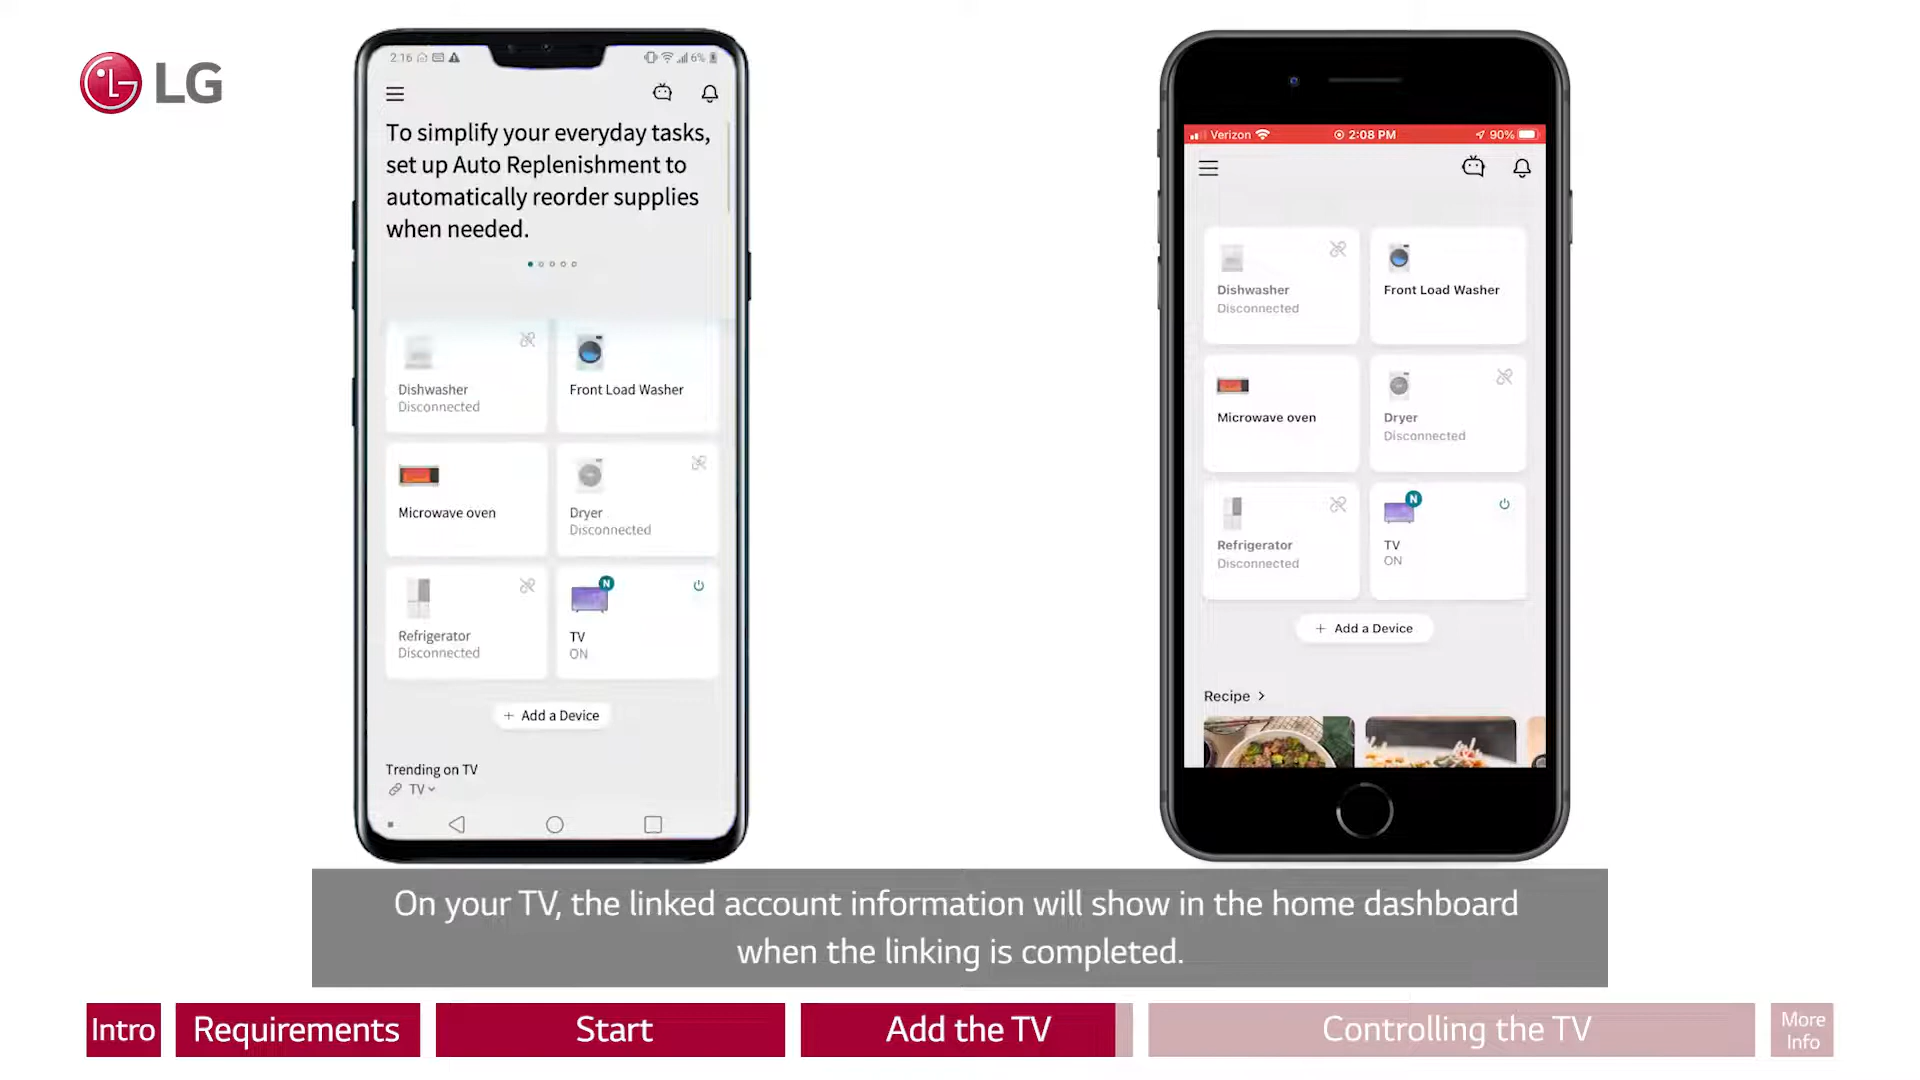 LG
2:16
6%
To simplify your everyday tasks,
set up Auto Replenishment to
automatically reorder supplies
when needed.
Dishwasher
Disconnected
Front Load Washer
Microwave oven
Dryer
Disconnected
Refrigerator
Disconnected
N
TV
ON
+ Add a Device
Trending on TV
TV
Verizon
2:08 PM
90%
Dishwasher
Disconnected
Front Load Washer
Microwave oven
Dryer
Disconnected
Refrigerator
Disconnected
N
TV
ON
+ Add a Device
Recipe >
On your TV, the linked account information will show in the home dashboard
when the linking is completed.
Intro
Requirements
Start
Add the TV
Controlling the TV
More
Info